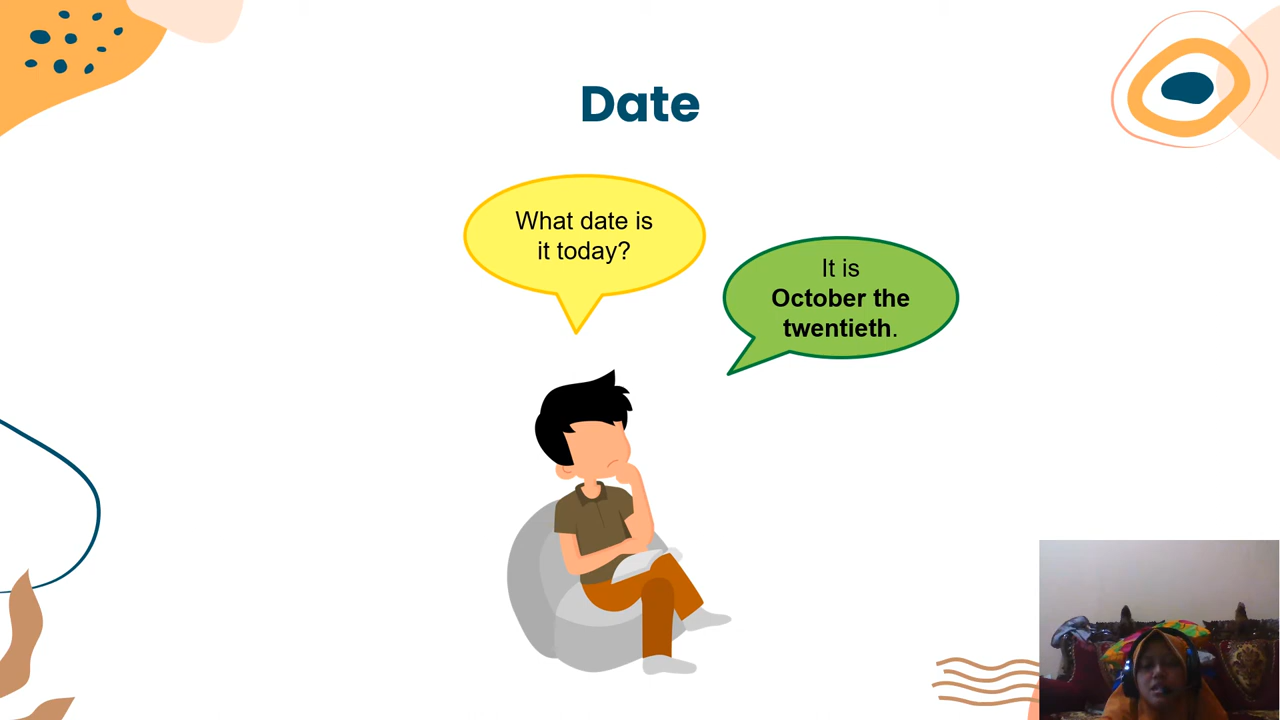 Date
What date is
it today?
It is
October the
twentieth.